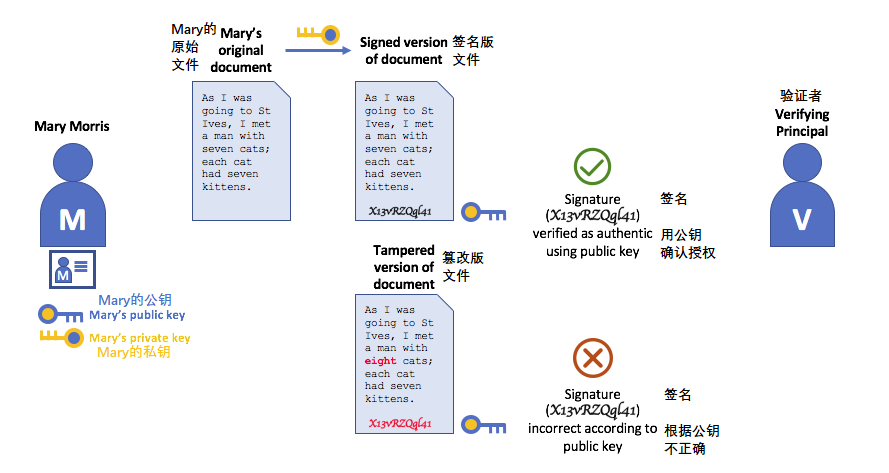 Mary的
原始
文件
Mary's
original
document
Signed version
of document
签名版
文件
As I was
going to St
Ives, I met
a man with
seven cats;
each cat
had seven
kittens.
As I was
going to St
Ives, I met
a man with
seven cats;
each cat
had seven
kittens.
X13vRZQgl41
Mary Morris
M
M
Mary的公钥
Mary's public key
Mary's private key
Mary的私钥
验证者
Verifying
Principal
V
Signature
(X13vRZQgl41)
verified as authentic
using public key
签名
用公钥
确认授权
Tampered
version of
document
篡改版
文件
As I was
going to St
Ives, I met
a man with
eight cats;
each cat
had seven
kittens.
X13vRZQgl41
Signature
(X13vRZQgl41)
incorrect according to
public key
签名
根据公钥
不正确